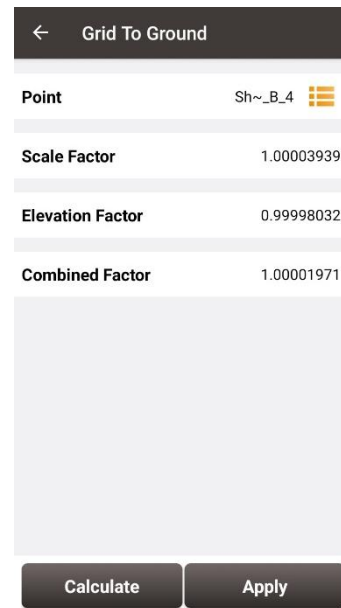 Grid To Ground
Point Sh~_B_4
Scale Factor 1.00003939
Elevation Factor 0.99998032
Combined Factor 1.00001971
Calculate Apply